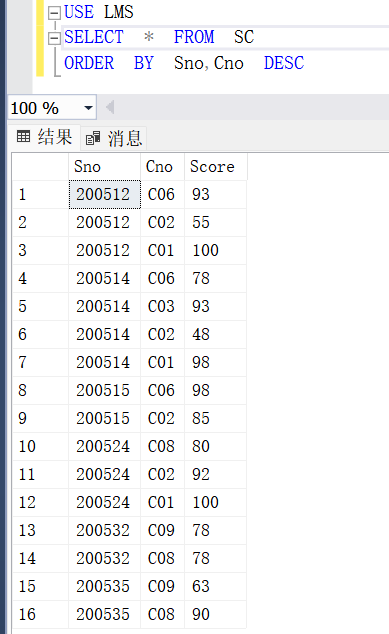 USE LMS
SELECT * FROM SC
ORDER BY Sno,Cno DESC
100 %
结果 消息
Sno Cno Score
1 200512 C06 93
2 200512 C02 55
3 200512 C01 100
4 200514 C06 78
5 200514 C03 93
6 200514 C02 48
7 200514 C01 98
8 200515 C06 98
9 200515 C02 85
10 200524 C08 80
11 200524 C02 92
12 200524 C01 100
13 200532 C09 78
14 200532 C08 78
15 200535 C09 63
16 200535 C08 90